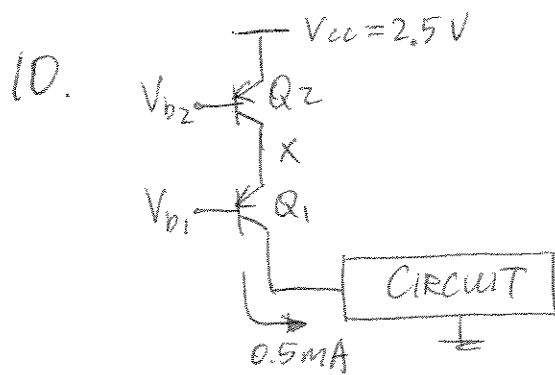 10.
Vcc = 2.5 V
Vb2
Q2
X
Vb1
Q1
CIRCUIT
0.5mA